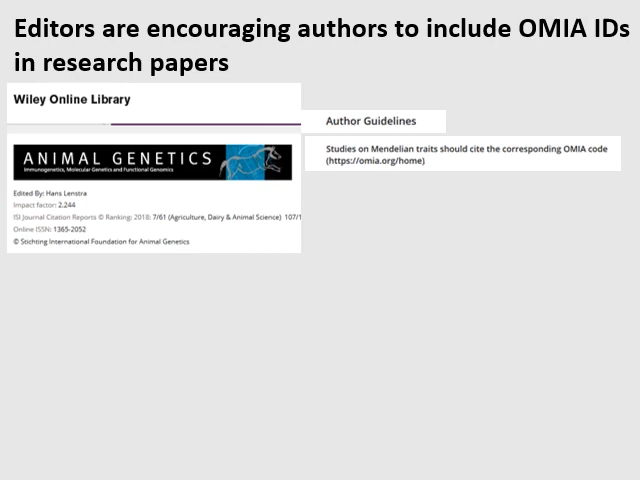 Editors are encouraging authors to include OMIA IDs
in research papers
Wiley Online Library
Author Guidelines
Studies on Mendelian traits should cite the corresponding OMIA code
(https://omia.org/home)
ANIMAL GENETICS
Immunogenetics, Molecular Genetics and Functional Genomics
Edited By: Hans Lenstra
Impact factor: 2.244
ISI Journal Citation Reports © Ranking: 2018: 7/61 (Agriculture, Dairy & Animal Science) 107/1
Online ISSN: 1365-2052
© Stichting International Foundation for Animal Genetics